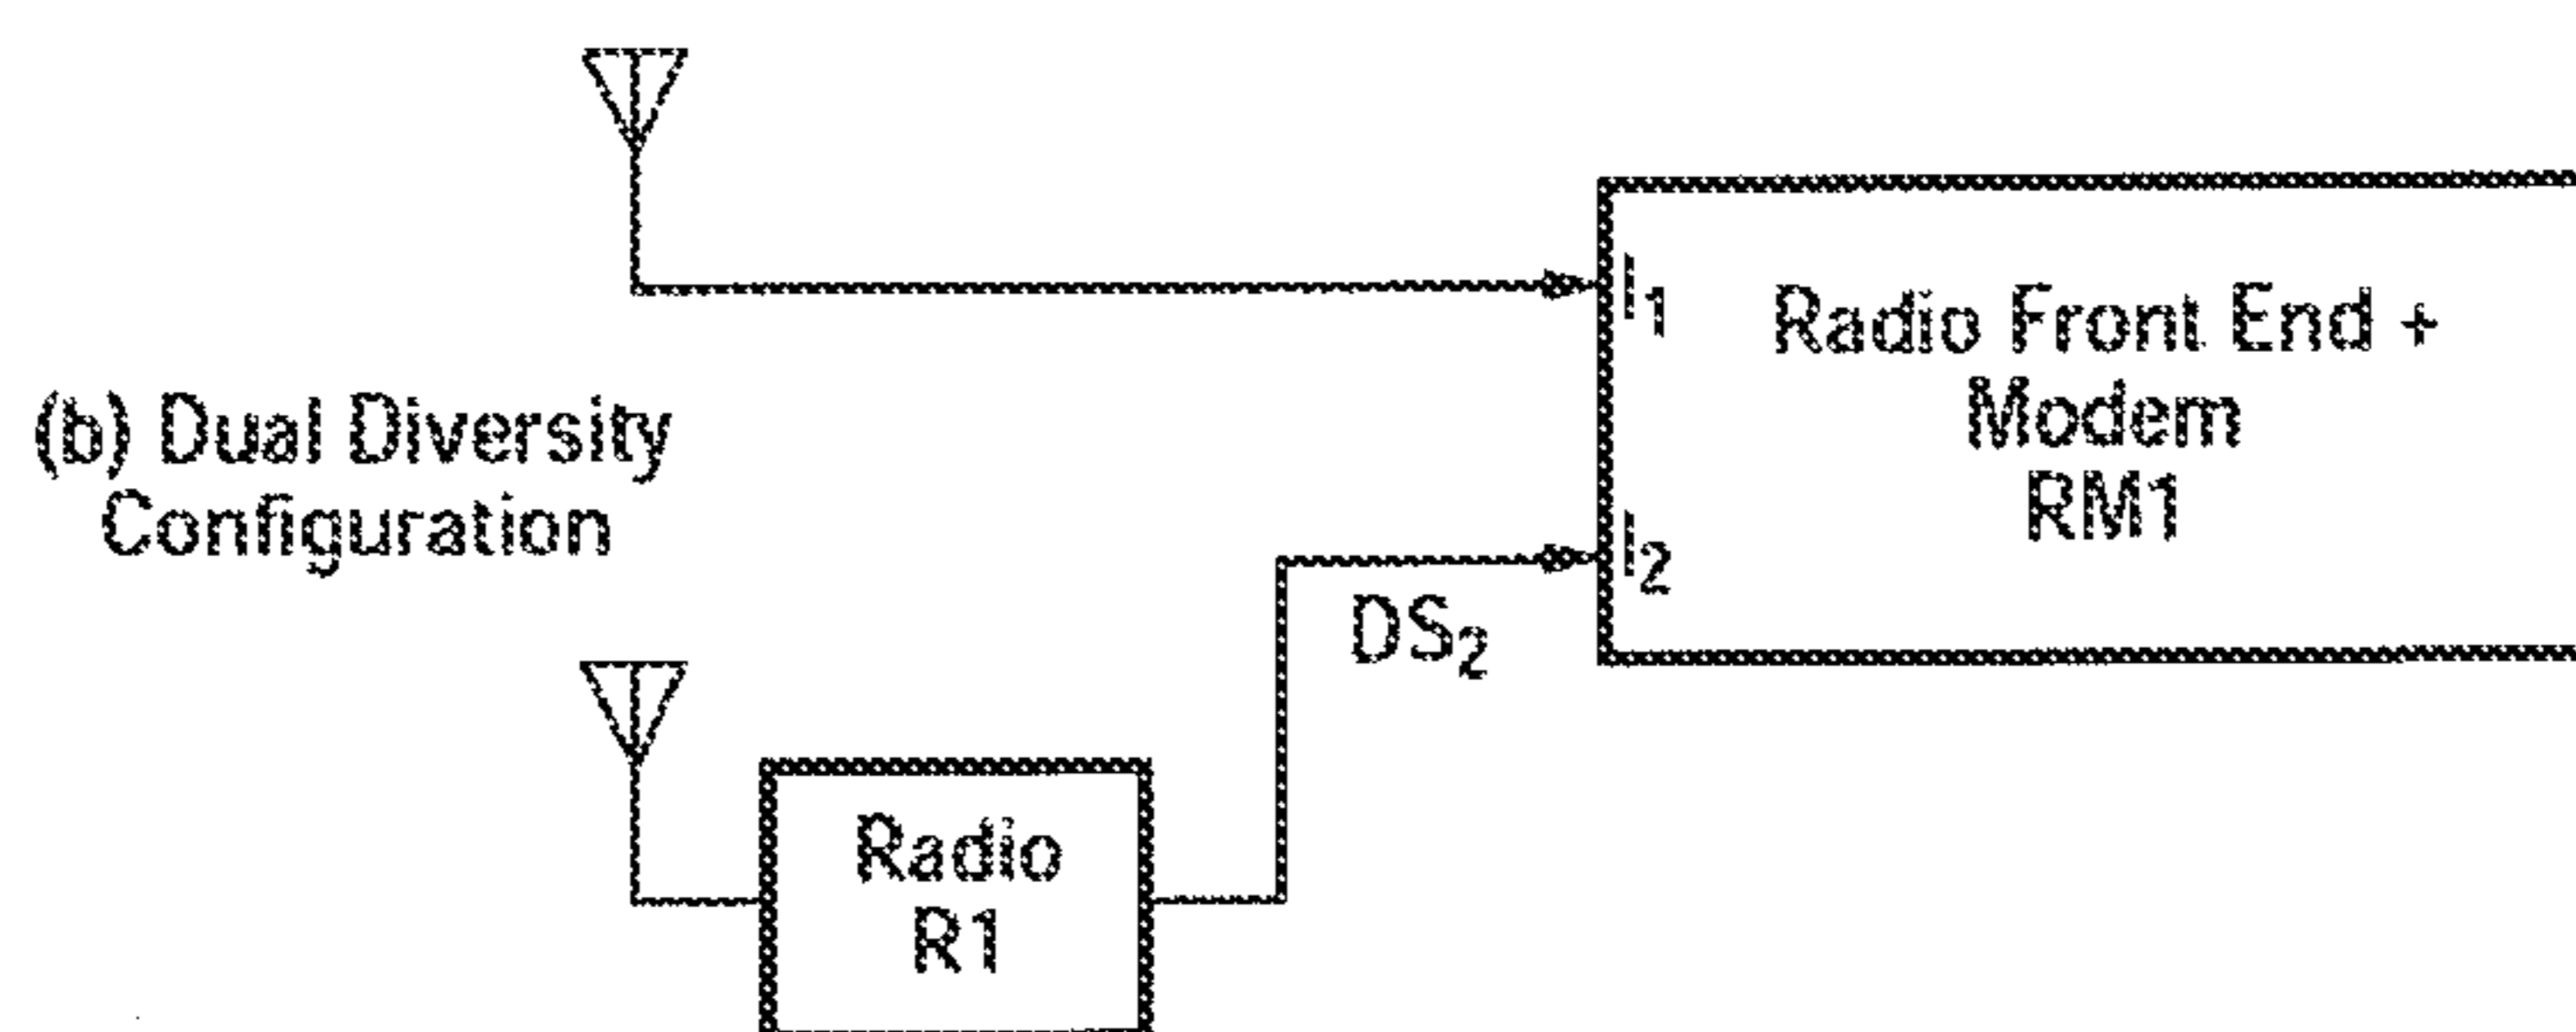 I1
Radio Front End +
Modem
RM1
(b) Dual Diversity
Configuration
I2
DS2
Radio
R1